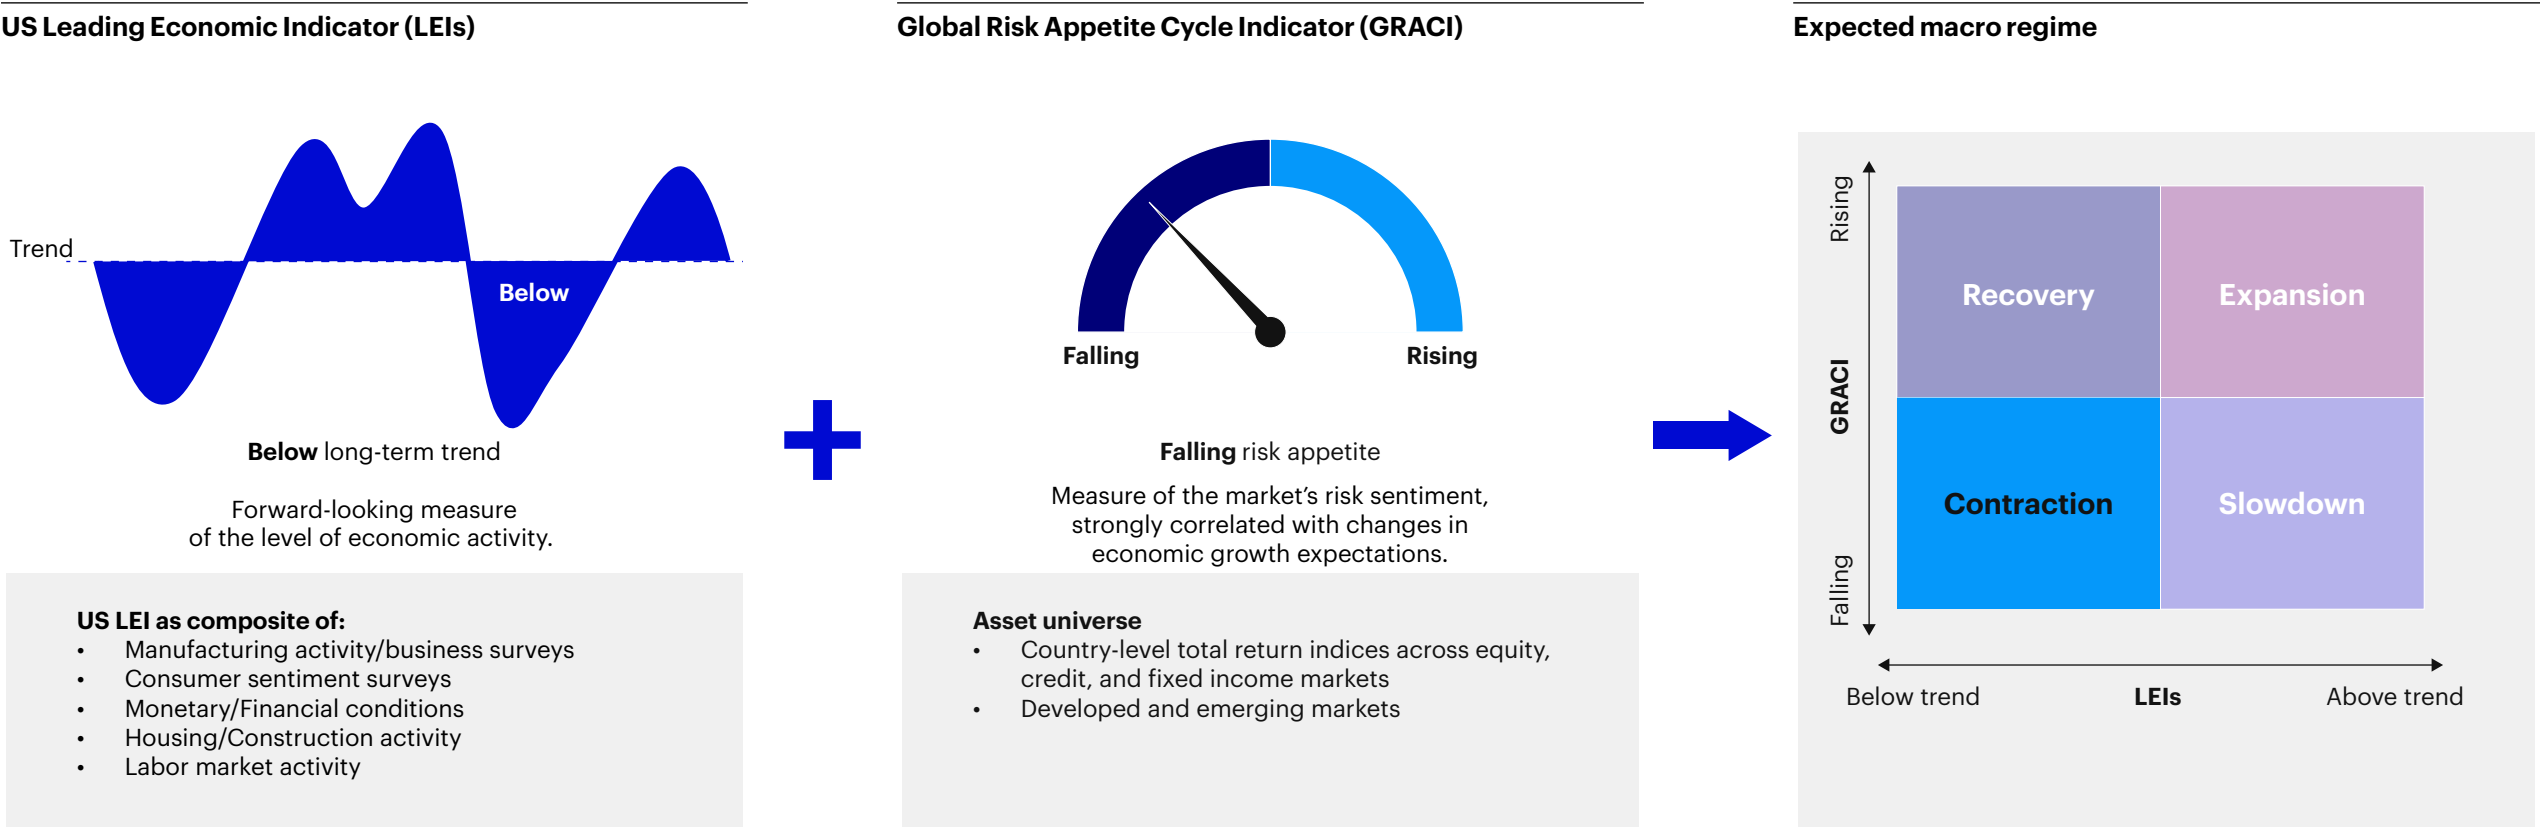 US Leading Economic Indicator (LEIs)
Trend
Below
Below long-term trend
Forward-looking measure
of the level of economic activity.
US LEI as composite of:
• Manufacturing activity/business surveys
• Consumer sentiment surveys
• Monetary/Financial conditions
• Housing/Construction activity
• Labor market activity
Global Risk Appetite Cycle Indicator (GRACI)
Falling
Rising
Falling risk appetite
Measure of the market’s risk sentiment,
strongly correlated with changes in
economic growth expectations.
Asset universe
• Country-level total return indices across equity,
credit, and fixed income markets
• Developed and emerging markets
Expected macro regime
Rising
GRACI
Falling
Recovery
Expansion
Contraction
Slowdown
Below trend
LEIs
Above trend